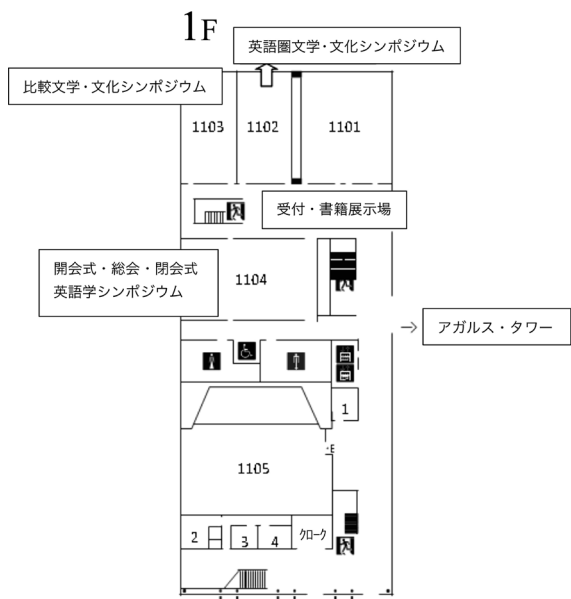 1F
英語圏文学・文化シンポジウム
比較文学・文化シンポジウム
1103
1102
1101
受付・書籍展示場
開会式・総会・閉会式
英語学シンポジウム
1104
アガルス・タワー
1
1105
2
3
4
クローク